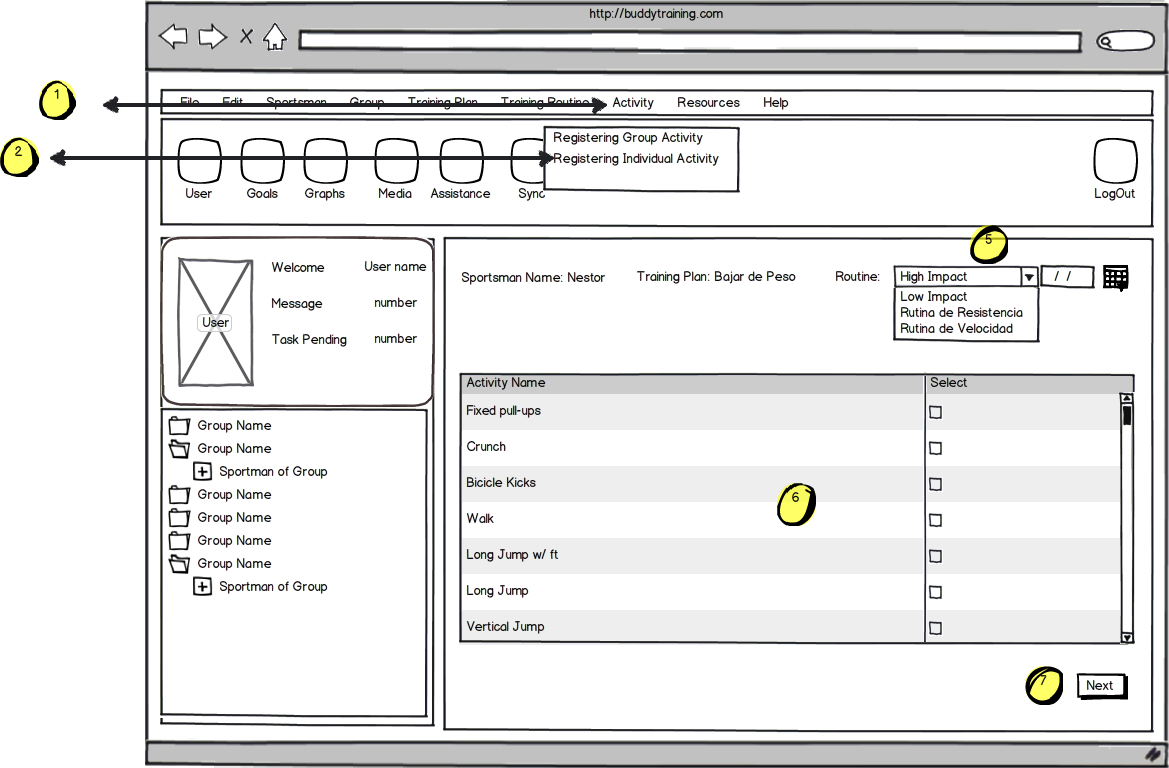 http://buddytraining.com
1
File Edit Sportsman Group Training Plan Training Routine Activity Resources Help
2
Registering Group Activity
Registering Individual Activity
User Goals Graphs Media Assistance Sync LogOut
5
Welcome User name
Message number
Task Pending number
User
Sportsman Name: Nestor Training Plan: Bajar de Peso Routine: High Impact / /
Low Impact
Rutina de Resistencia
Rutina de Velocidad
Group Name
Group Name
Sportman of Group
Group Name
Group Name
Group Name
Group Name
Sportman of Group
Activity Name Select
Fixed pull-ups
Crunch
Bicicle Kicks
6
Walk
Long Jump w/ ft
Long Jump
Vertical Jump
7
Next